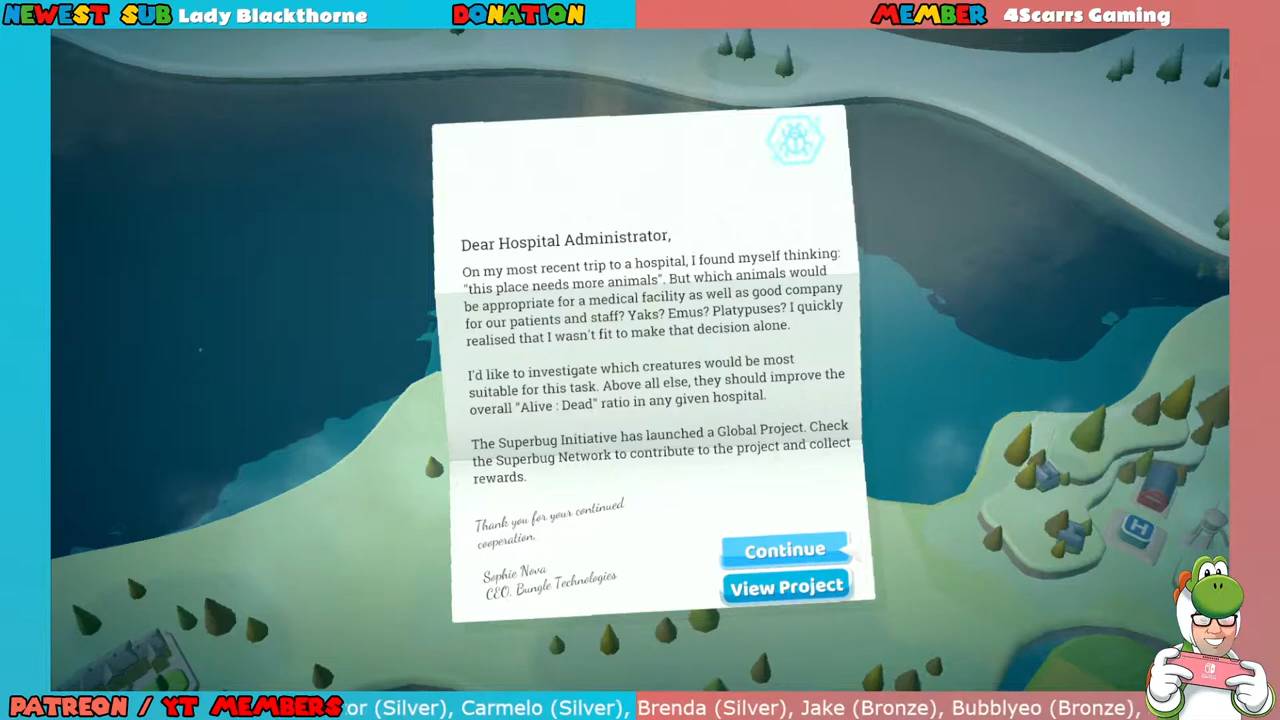 NEWEST SUB Lady Blackthorne DONATION MEMBER 4Scarrs Gaming
Dear Hospital Administrator,
On my most recent trip to a hospital, I found myself thinking:
"this place needs more animals". But which animals would
be appropriate for a medical facility as well as good company
for our patients and staff? Yaks? Emus? Platypuses? I quickly
realised that I wasn't fit to make that decision alone.
I'd like to investigate which creatures would be most
suitable for this task. Above all else, they should improve the
overall "Alive : Dead" ratio in any given hospital.
The Superbug Initiative has launched a Global Project. Check
the Superbug Network to contribute to the project and collect
rewards.
Thank you for your continued
cooperation.
Sophie Nova
CEO, Bungle Technologies
Continue
View Project
H
PATREON / YT MEMBERS or (Silver), Carmelo (Silver), Brenda (Silver), Jake (Bronze), Bubblyeo (Bronze),